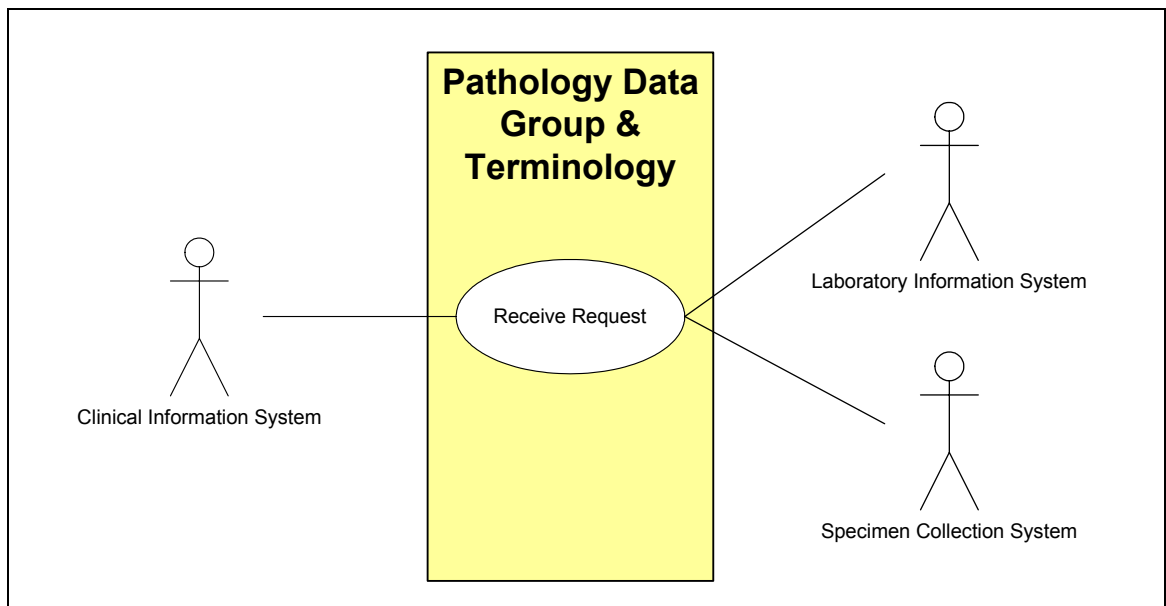 Pathology Data
Group &
Terminology
Receive Request
Laboratory Information System
Clinical Information System
Specimen Collection System